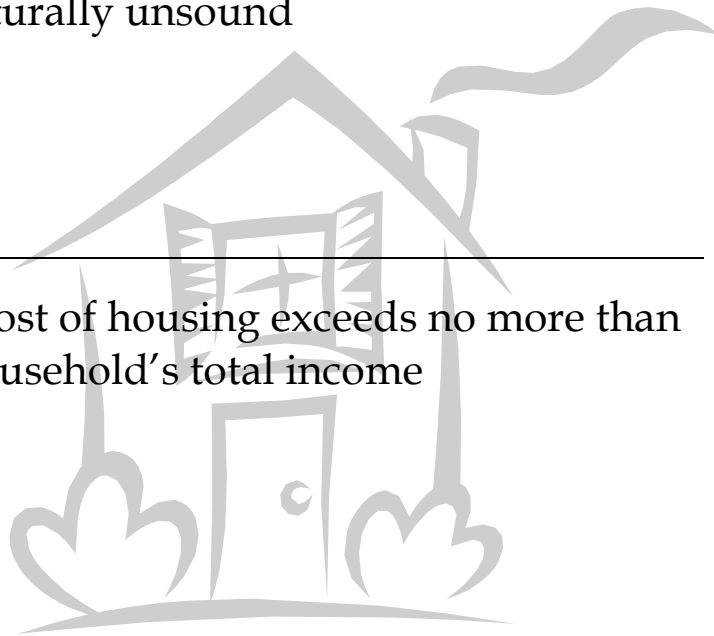 turally unsound
ost of housing exceeds no more than
usehold’s total income